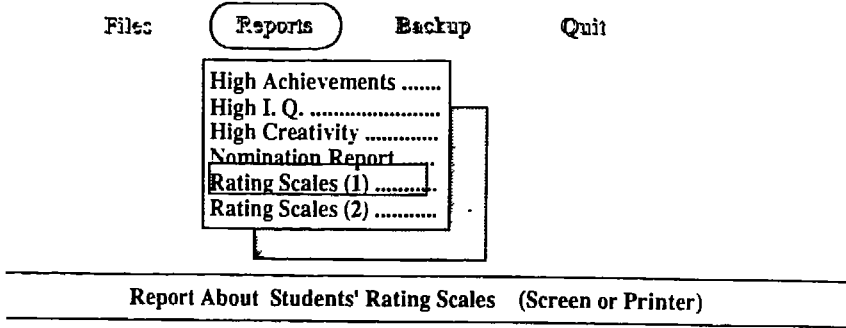 Files Reports Backup Quit
High Achievements .......
High I. Q. .......................
High Creativity .............
Nomination Report ......
Rating Scales (1) ...........
Rating Scales (2) ...........
Report About Students' Rating Scales (Screen or Printer)